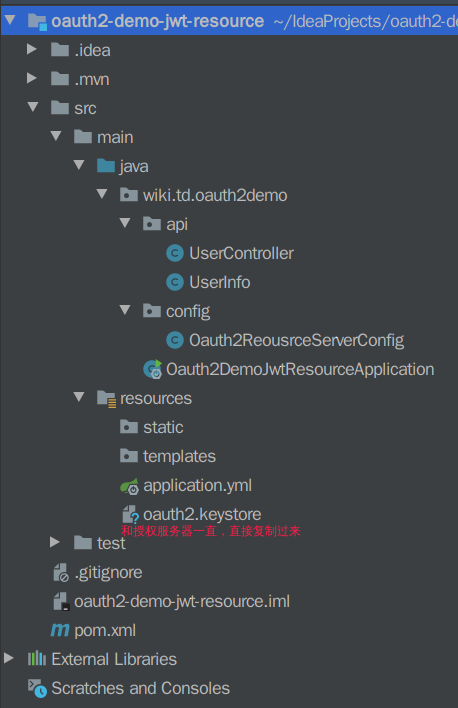 oauth2-demo-jwt-resource ~/IdeaProjects/oauth2-de
.idea
.mvn
src
main
java
wiki.td.oauth2demo
api
UserController
UserInfo
config
Oauth2ReousrceServerConfig
Oauth2DemoJwtResourceApplication
resources
static
templates
application.yml
oauth2.keystore
和授权服务器一直，直接复制过来
test
.gitignore
oauth2-demo-jwt-resource.iml
pom.xml
External Libraries
Scratches and Consoles